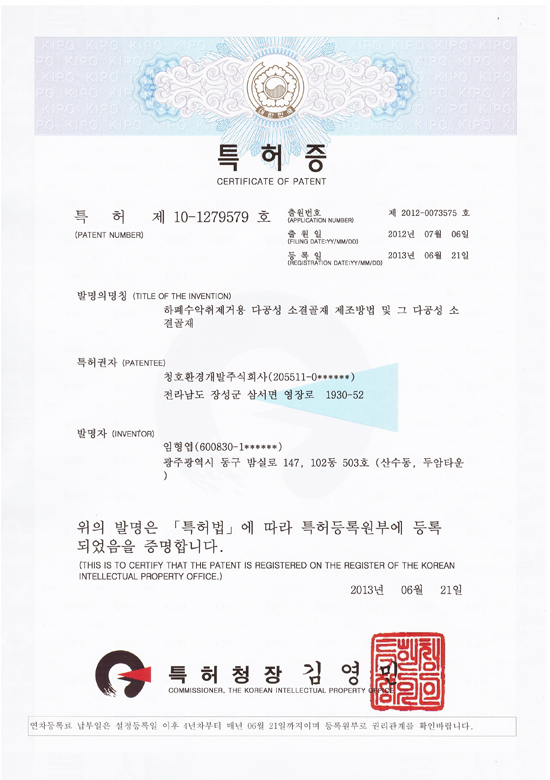 KIPO KIPO KIPO KIPO
대한민국
특허증
CERTIFICATE OF PATENT
특 허 제 10-1279579 호
(PATENT NUMBER)
출원번호 제 2012-0073575 호
(APPLICATION NUMBER)
출원일 2012년 07월 06일
(FILING DATE:YY/MM/DD)
등록일 2013년 06월 21일
(REGISTRATION DATE:YY/MM/DD)
발명의명칭 (TITLE OF THE INVENTION)
하폐수악취제거용 다공성 소결골재 제조방법 및 그 다공성 소
결골재
특허권자 (PATENTEE)
청호환경개발주식회사(205511-0******)
전라남도 장성군 삼서면 영장로 1930-52
발명자 (INVENTOR)
임형엽(600830-1******)
광주광역시 동구 밤실로 147, 102동 503호 (산수동, 두암타운
)
위의 발명은 「특허법」에 따라 특허등록원부에 등록
되었음을 증명합니다.
(THIS IS TO CERTIFY THAT THE PATENT IS REGISTERED ON THE REGISTER OF THE KOREAN
INTELLECTUAL PROPERTY OFFICE.)
2013년 06월 21일
특허청장 김영민
COMMISSIONER, THE KOREAN INTELLECTUAL PROPERTY OFFICE
연차등록료 납부일은 설정등록일 이후 4년차부터 매년 06월 21일까지이며 등록원부로 권리관계를 확인바랍니다.